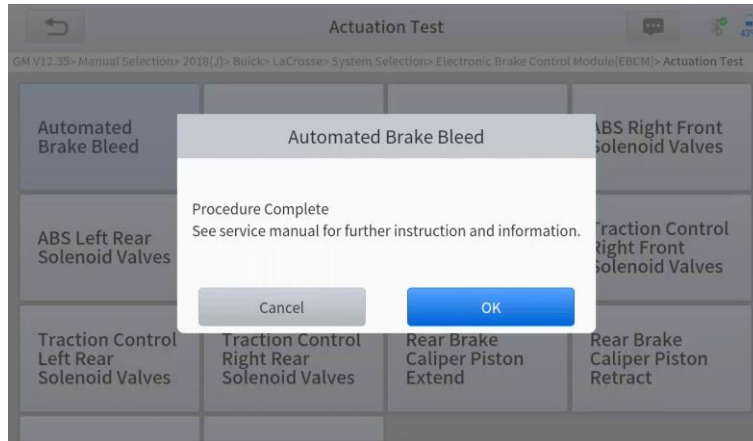 Actuation Test
GM V12.35> Manual Selection> 2018(J)> Buick> LaCrosse> System Selection> Electronic Brake Control Module(EBCM)> Actuation Test
Automated
Brake Bleed
ABS Right Front
Solenoid Valves
Automated Brake Bleed
Procedure Complete
See service manual for further instruction and information.
Cancel
OK
ABS Left Rear
Solenoid Valves
Traction Control
Right Front
Solenoid Valves
Traction Control
Left Rear
Solenoid Valves
Traction Control
Right Rear
Solenoid Valves
Rear Brake
Caliper Piston
Extend
Rear Brake
Caliper Piston
Retract